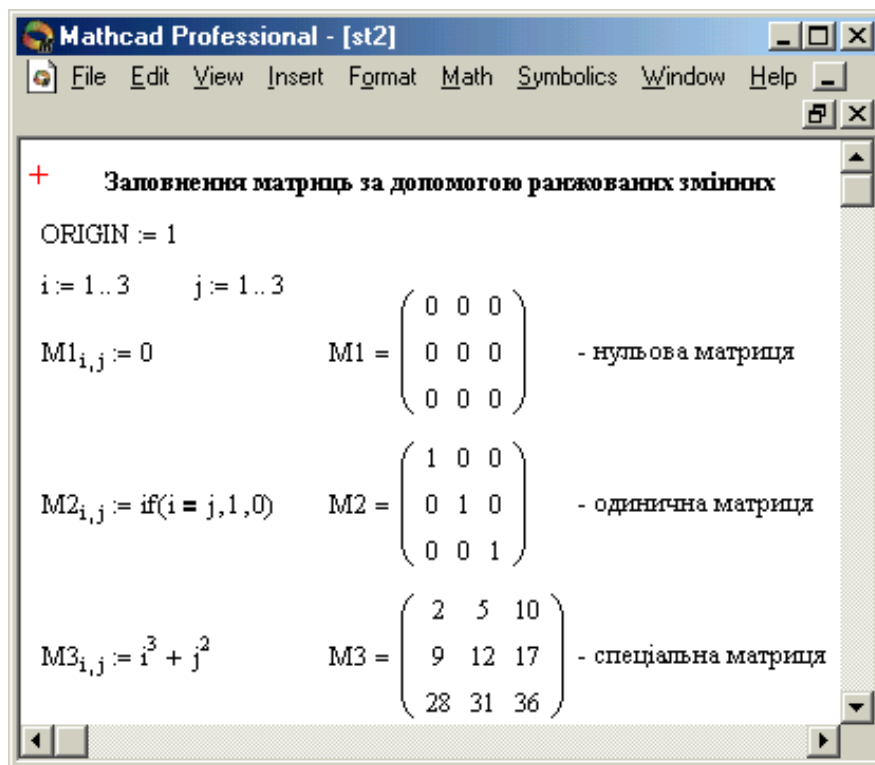 Mathcad Professional - [st2]
File Edit View Insert Format Math Symbolics Window Help
+ Заповнення матриць за допомогою ранжованих змінних
ORIGIN := 1
i := 1 .. 3 j := 1 .. 3
M1i,j := 0 M1 = ( 0 0 0
0 0 0
0 0 0 ) - нульова матриця
M2i,j := if(i = j,1,0) M2 = ( 1 0 0
0 1 0
0 0 1 ) - одинична матриця
M3i,j := i³ + j² M3 = ( 2 5 10
9 12 17
28 31 36 ) - спеціальна матриця